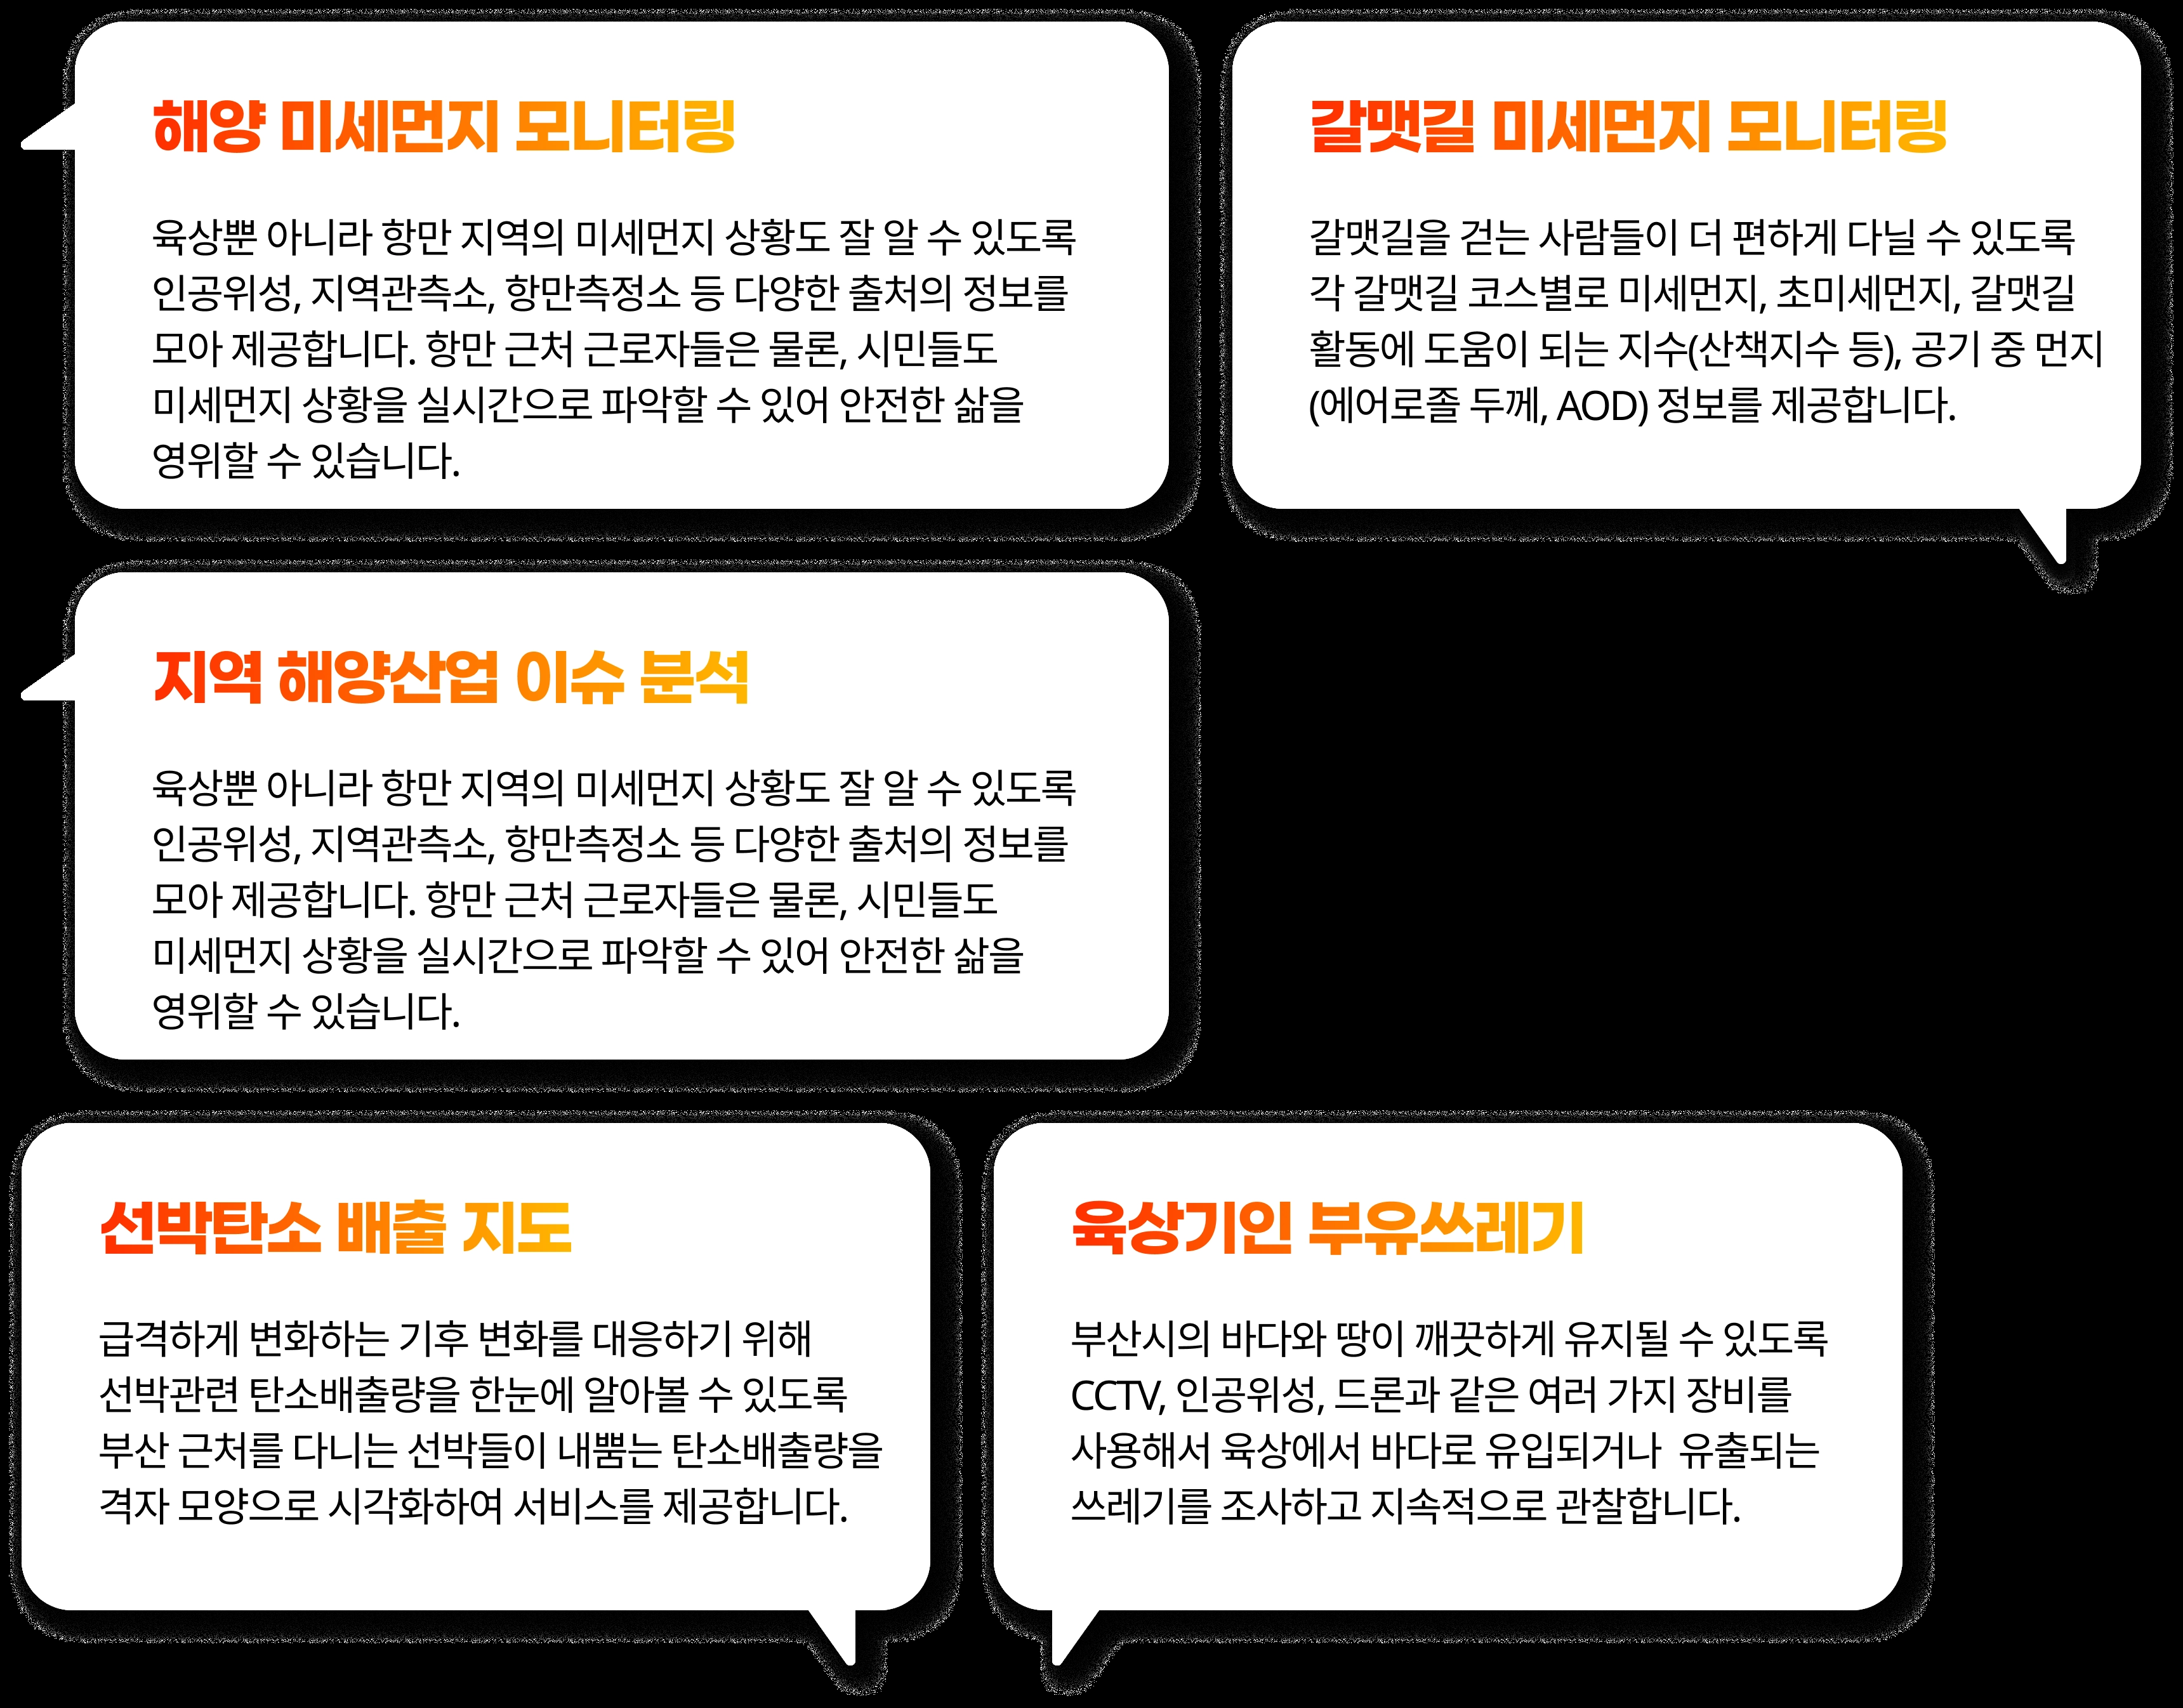 해양 미세먼지 모니터링
육상뿐 아니라 항만 지역의 미세먼지 상황도 잘 알 수 있도록
인공위성, 지역관측소, 항만측정소 등 다양한 출처의 정보를
모아 제공합니다. 항만 근처 근로자들은 물론, 시민들도
미세먼지 상황을 실시간으로 파악할 수 있어 안전한 삶을
영위할 수 있습니다.
갈맷길 미세먼지 모니터링
갈맷길을 걷는 사람들이 더 편하게 다닐 수 있도록
각 갈맷길 코스별로 미세먼지, 초미세먼지, 갈맷길
활동에 도움이 되는 지수(산책지수 등), 공기 중 먼지
(에어로졸 두께, AOD) 정보를 제공합니다.
지역 해양산업 이슈 분석
육상뿐 아니라 항만 지역의 미세먼지 상황도 잘 알 수 있도록
인공위성, 지역관측소, 항만측정소 등 다양한 출처의 정보를
모아 제공합니다. 항만 근처 근로자들은 물론, 시민들도
미세먼지 상황을 실시간으로 파악할 수 있어 안전한 삶을
영위할 수 있습니다.
선박탄소 배출 지도
급격하게 변화하는 기후 변화를 대응하기 위해
선박관련 탄소배출량을 한눈에 알아볼 수 있도록
부산 근처를 다니는 선박들이 내뿜는 탄소배출량을
격자 모양으로 시각화하여 서비스를 제공합니다.
육상기인 부유쓰레기
부산시의 바다와 땅이 깨끗하게 유지될 수 있도록
CCTV, 인공위성, 드론과 같은 여러 가지 장비를
사용해서 육상에서 바다로 유입되거나 유출되는
쓰레기를 조사하고 지속적으로 관찰합니다.